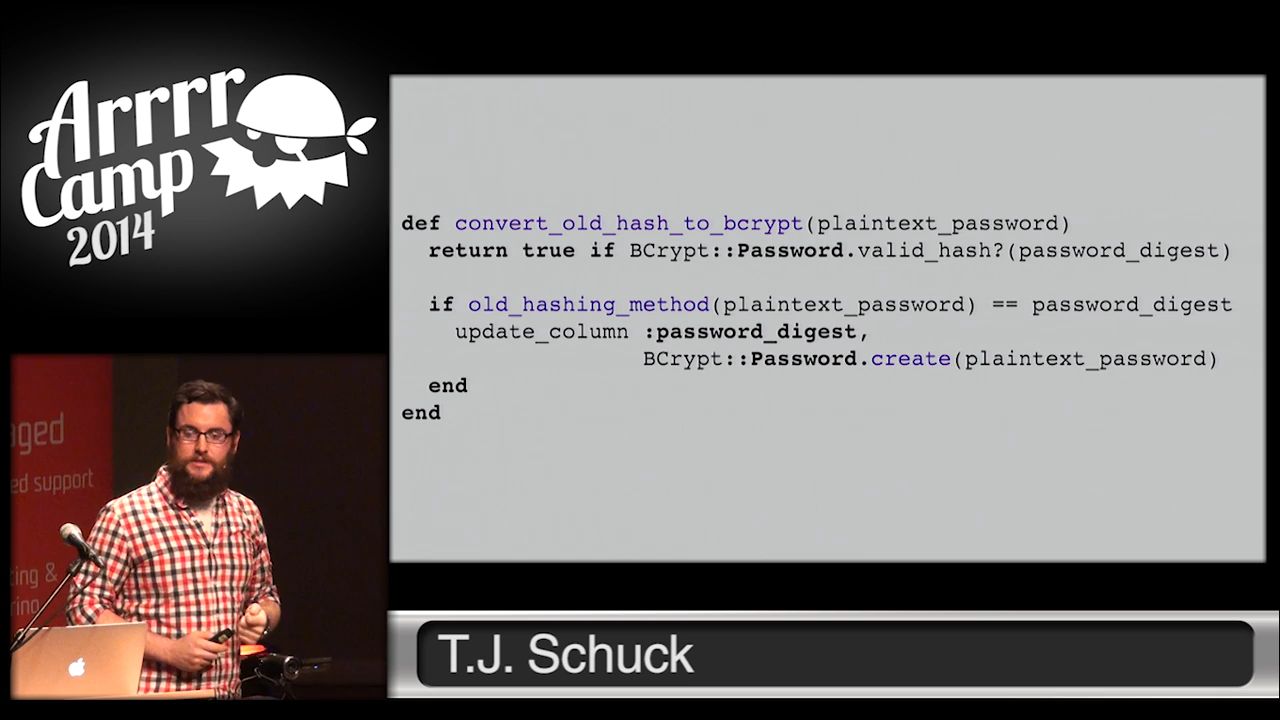 Arrrr
Camp
2014
def convert_old_hash_to_bcrypt(plaintext_password)
  return true if BCrypt::Password.valid_hash?(password_digest)
  if old_hashing_method(plaintext_password) == password_digest
    update_column :password_digest,
                  BCrypt::Password.create(plaintext_password)
  end
end
support
&
T.J. Schuck